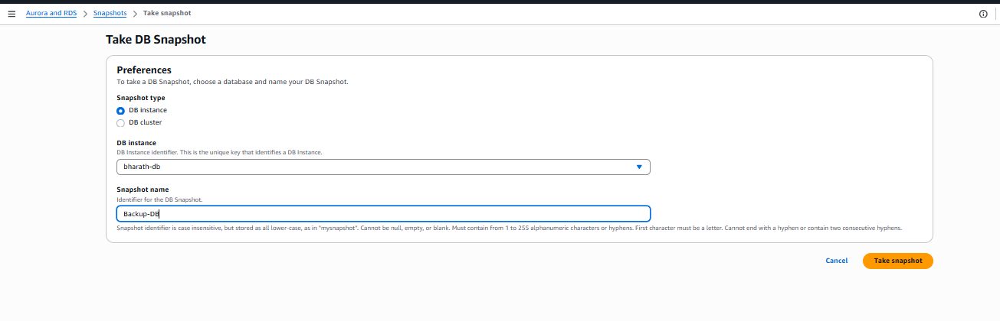 Aurora and RDS > Snapshots > Take snapshot
Take DB Snapshot
Preferences
To take a DB Snapshot, choose a database and name your DB Snapshot.
Snapshot type
DB instance
DB cluster
DB instance
DB Instance identifier. This is the unique key that identifies a DB Instance.
bharath-db
Snapshot name
Identifier for the DB Snapshot.
Backup-DB
Snapshot identifier is case insensitive, but stored as all lower-case, as in "mysnapshot". Cannot be null, empty, or blank. Must contain from 1 to 255 alphanumeric characters or hyphens. First character must be a letter. Cannot end with a hyphen or contain two consecutive hyphens.
Cancel Take snapshot